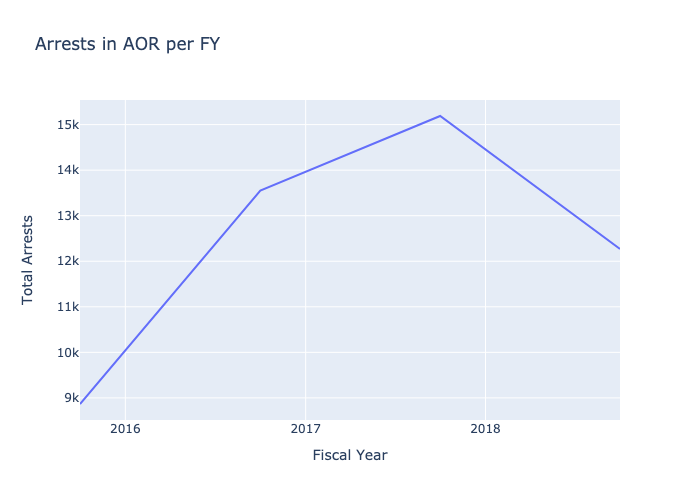 Arrests in AOR per FY
15k
14k
13k
12k
11k
10k
9k
Total Arrests
2016 2017 2018
Fiscal Year